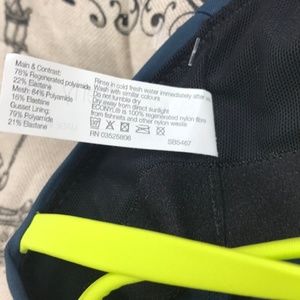 Main & Contrast:
78% Regenerated polyamide
22% Elastane
Mesh: 84% Polyamide
16% Elastane
Gusset Lining:
79% Polyamide
21% Elastane
Rinse in cold fresh water immediately after
Wash with similar colours
Do not tumble dry
Dry away from direct sunlight
ECONYL® is 100% regenerated nylon fibre
from fishnets and other nylon waste
RN 03525806
SB5467